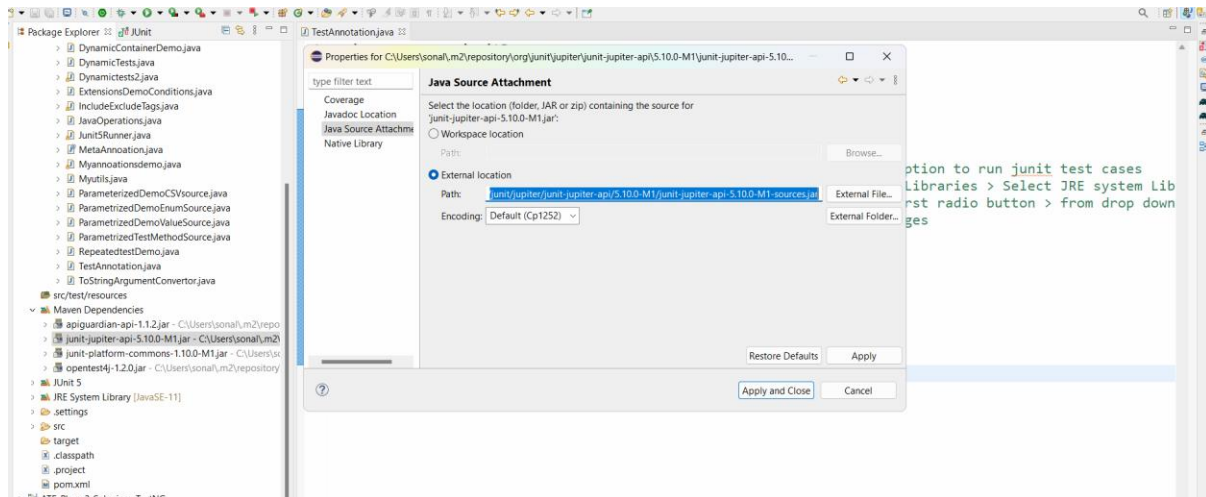 Package Explorer
JUnit
TestAnnotation.java
DynamicContainerDemo.java
DynamicTests.java
Dynamictests2.java
ExtensionsDemoConditions.java
IncludeExcludeTags.java
JavaOperations.java
Junit5Runner.java
MetaAnnoation.java
Myannoationsdemo.java
Myutils.java
ParameterizedDemoCSVsource.java
ParametrizedDemoEnumSource.java
ParametrizedDemoValueSource.java
ParametrizedTestMethodSource.java
RepeatedtestDemo.java
TestAnnotation.java
ToStringArgumentConvertor.java
src/test/resources
Maven Dependencies
apiguardian-api-1.1.2.jar - C:\Users\sonal\.m2\repo
junit-jupiter-api-5.10.0-M1.jar - C:\Users\sonal\.m2\
junit-platform-commons-1.10.0-M1.jar - C:\Users\sc
opentest4j-1.2.0.jar - C:\Users\sonal\.m2\repository
JUnit 5
JRE System Library [JavaSE-11]
.settings
src
target
.classpath
.project
pom.xml
Properties for C:\Users\sonal\.m2\repository\org\junit\jupiter\junit-jupiter-api\5.10.0-M1\junit-jupiter-api-5.10...
type filter text
Coverage
Javadoc Location
Java Source Attachme
Native Library
Java Source Attachment
Select the location (folder, JAR or zip) containing the source for
'junit-jupiter-api-5.10.0-M1.jar':
Workspace location
Path:
Browse...
External location
Path: junit/jupiter/junit-jupiter-api/5.10.0-M1/junit-jupiter-api-5.10.0-M1-sources.jar External File...
Encoding: Default (Cp1252) External Folder...
Restore Defaults Apply
Apply and Close Cancel
ption to run junit test cases
Libraries > Select JRE system Lib
rst radio button > from drop down
ges